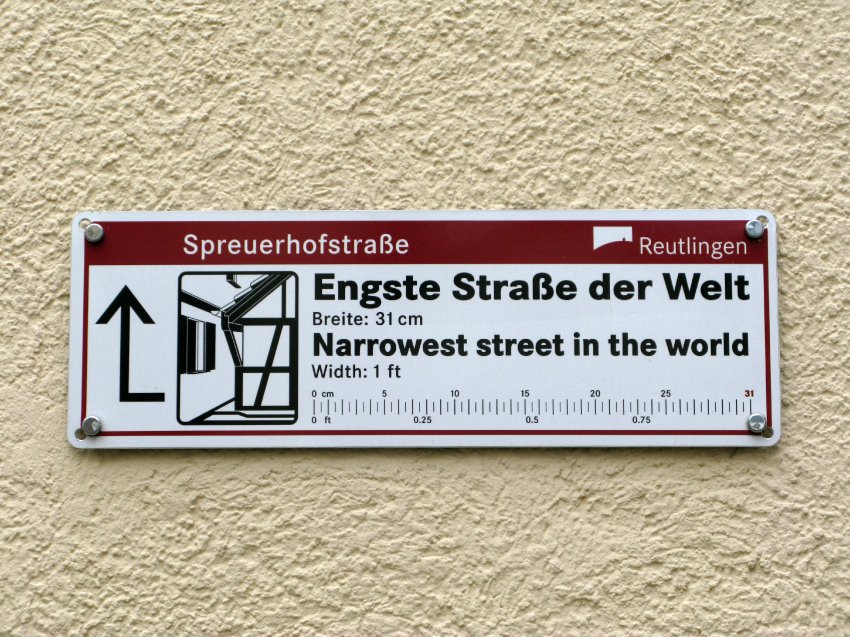 Spreuerhofstraße
Reutlingen
Engste Straße der Welt
Breite: 31 cm
Narrowest street in the world
Width: 1 ft
0 cm 5 10 15 20 25 31
0 ft 0.25 0.5 0.75